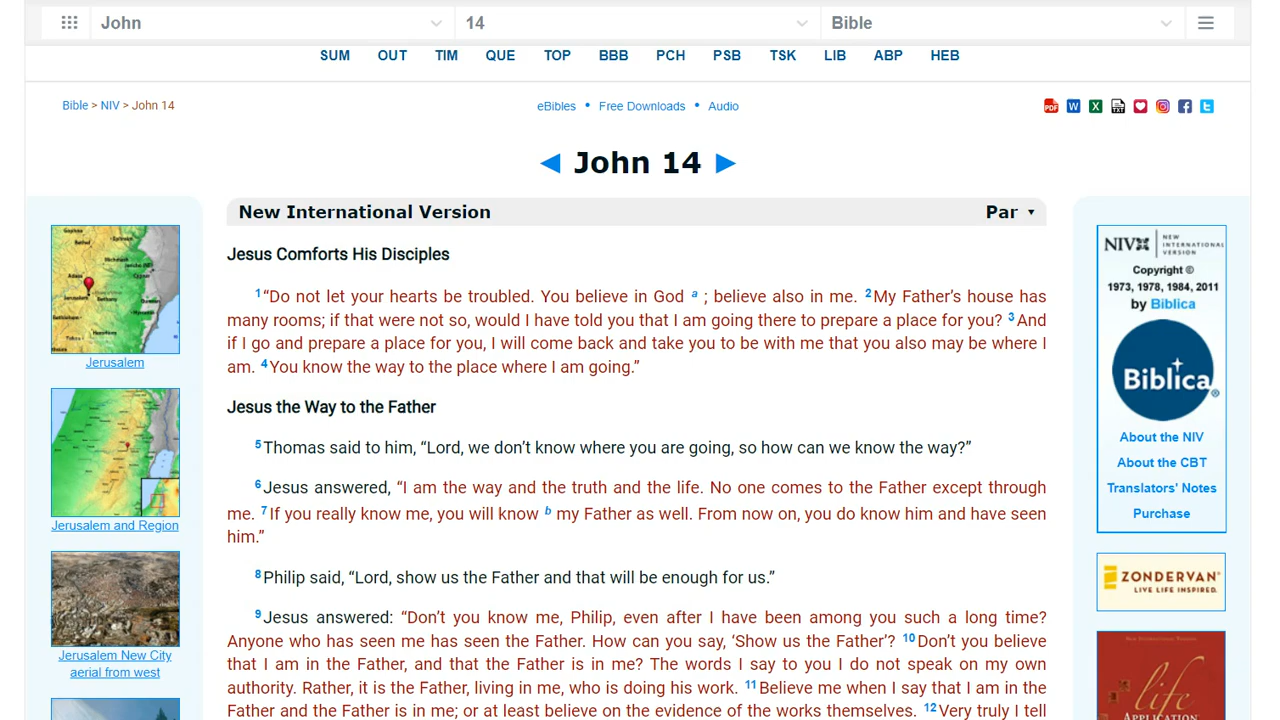 John 14 Bible
SUM OUT TIM QUE TOP BBB PCH PSB TSK LIB ABP HEB
Bible > NIV > John 14
eBibles • Free Downloads • Audio
◄ John 14 ►
New International Version Par ▼
Jesus Comforts His Disciples
1“Do not let your hearts be troubled. You believe in God a ; believe also in me. 2My Father’s house has
many rooms; if that were not so, would I have told you that I am going there to prepare a place for you? 3And
if I go and prepare a place for you, I will come back and take you to be with me that you also may be where I
am. 4You know the way to the place where I am going.”
Jesus the Way to the Father
5Thomas said to him, “Lord, we don’t know where you are going, so how can we know the way?”
6Jesus answered, “I am the way and the truth and the life. No one comes to the Father except through
me. 7If you really know me, you will know b my Father as well. From now on, you do know him and have seen
him.”
8Philip said, “Lord, show us the Father and that will be enough for us.”
9Jesus answered: “Don’t you know me, Philip, even after I have been among you such a long time?
Anyone who has seen me has seen the Father. How can you say, ‘Show us the Father’? 10Don’t you believe
that I am in the Father, and that the Father is in me? The words I say to you I do not speak on my own
authority. Rather, it is the Father, living in me, who is doing his work. 11Believe me when I say that I am in the
Father and the Father is in me; or at least believe on the evidence of the works themselves. 12Very truly I tell
Jerusalem
Jerusalem and Region
Jerusalem New City
aerial from west
NIV NEW
INTERNATIONAL
VERSION
Copyright ©
1973, 1978, 1984, 2011
by Biblica
Biblica®
About the NIV
About the CBT
Translators' Notes
Purchase
ZONDERVAN®
LIVE LIFE INSPIRED.
life
APPLICATION